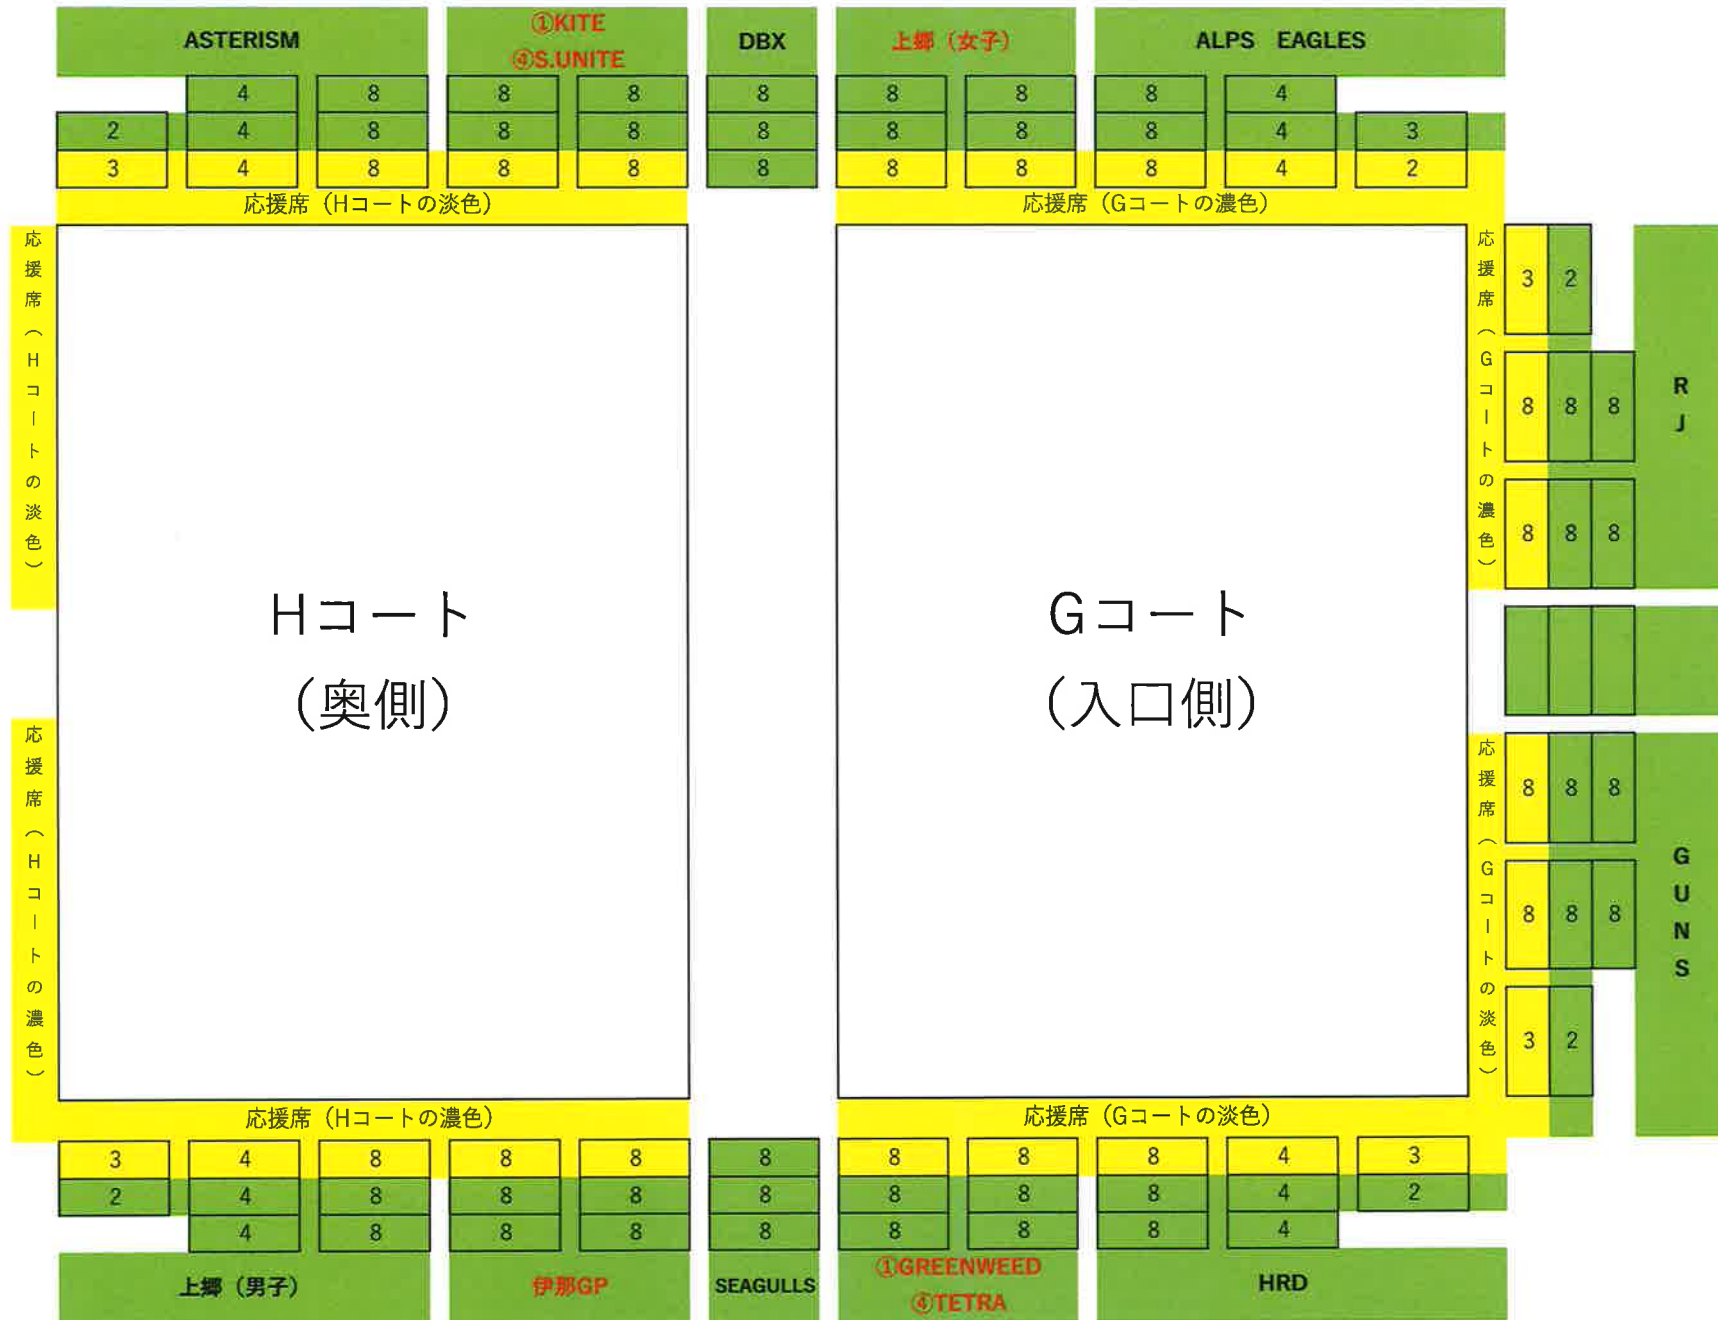 ASTERISM
①KITE
④S.UNITE
DBX
上郷（女子）
ALPS EAGLES
4 8 8 8 8 8 8 8 4
2 4 8 8 8 8 8 8 8 4 3
3 4 8 8 8 8 8 8 8 4 2
応援席（Hコートの淡色）
応援席（Gコートの濃色）
応援席（Hコートの淡色）
応援席（Hコートの濃色）
Hコート
（奥側）
Gコート
（入口側）
応援席（Gコートの濃色）
3 2
8 8 8
8 8 8
RJ
応援席（Gコートの淡色）
8 8 8
8 8 8
3 2
GUNS
応援席（Hコートの濃色）
応援席（Gコートの淡色）
3 4 8 8 8 8 8 8 8 4 3
2 4 8 8 8 8 8 8 8 4 2
4 8 8 8 8 8 8 8 4
上郷（男子）
伊那GP
SEAGULLS
①GREENWEED
④TETRA
HRD